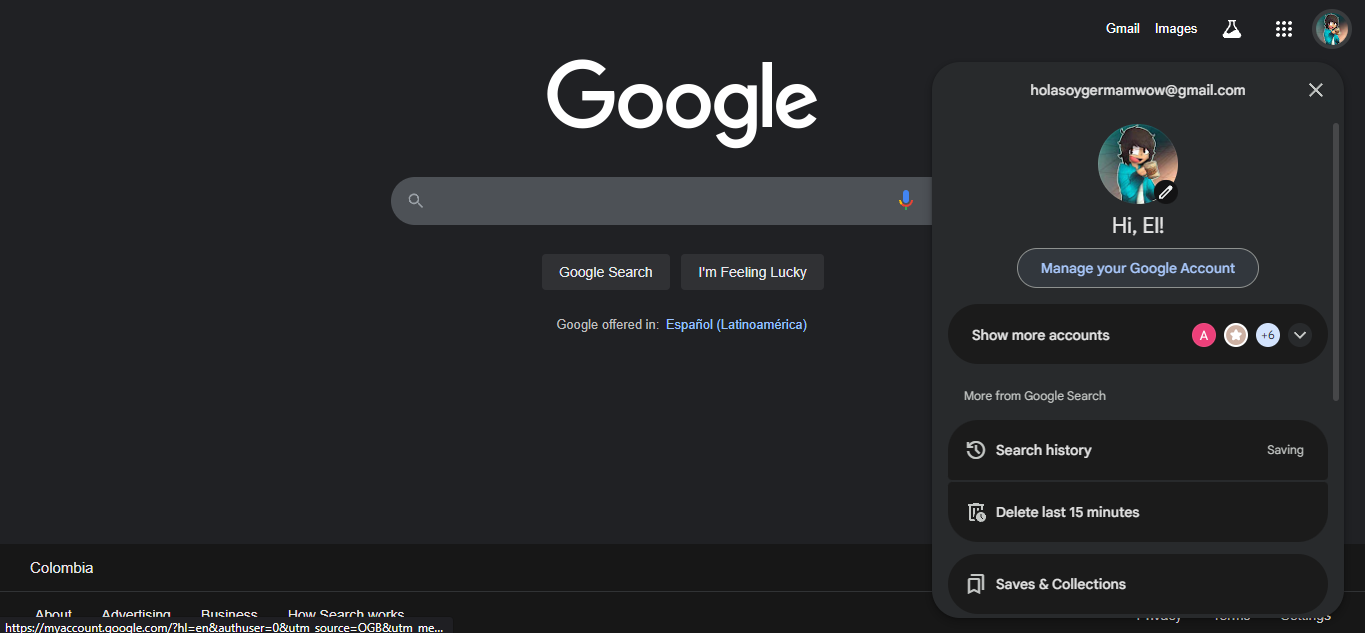 Gmail Images
Google
holasoygermamwow@gmail.com
Hi, El!
Manage your Google Account
Google Search I'm Feeling Lucky
Google offered in: Español (Latinoamérica)
Show more accounts A +6
More from Google Search
Search history Saving
Delete last 15 minutes
Saves & Collections
Colombia
About Advertising Business How Search works Privacy Terms Settings
https://myaccount.google.com/?hl=en&authuser=0&utm_source=OGB&utm_me...